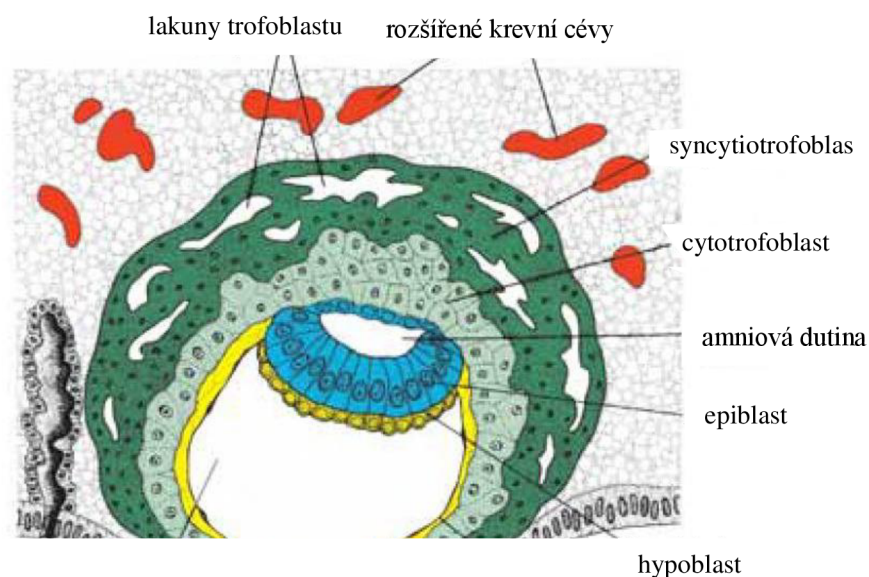 lakuny trofoblastu
rozšířené krevní cévy
syncytiotrofoblas
cytotrofoblast
amniová dutina
epiblast
hypoblast